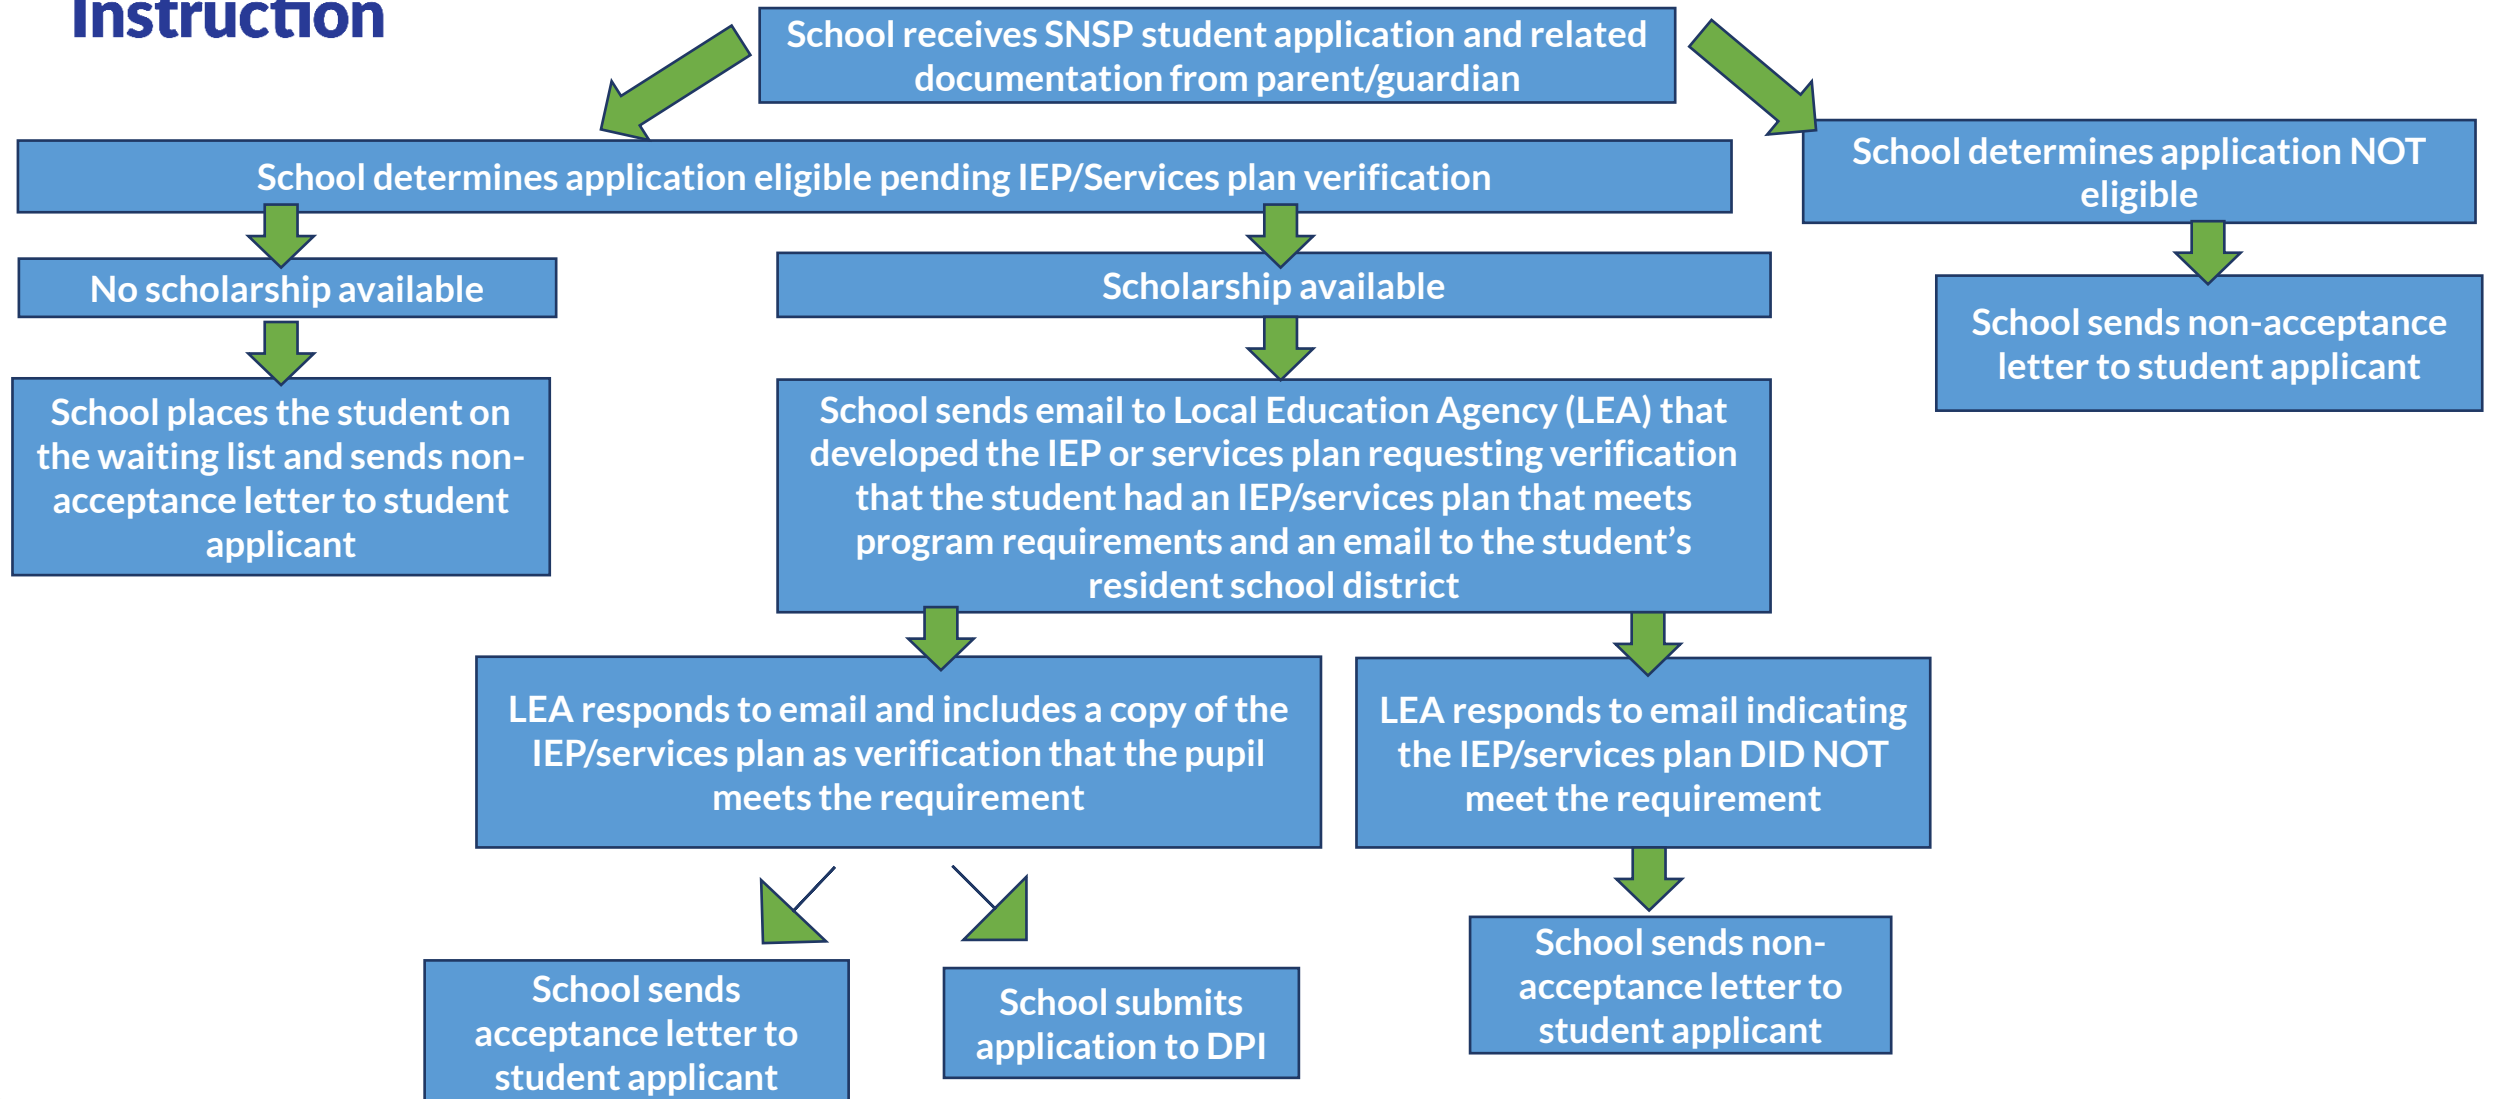 Instruction
School receives SNSP student application and related
documentation from parent/guardian
School determines application eligible pending IEP/Services plan verification
School determines application NOT
eligible
No scholarship available
Scholarship available
School sends non-acceptance
letter to student applicant
School places the student on
the waiting list and sends non-
acceptance letter to student
applicant
School sends email to Local Education Agency (LEA) that
developed the IEP or services plan requesting verification
that the student had an IEP/services plan that meets
program requirements and an email to the student’s
resident school district
LEA responds to email and includes a copy of the
IEP/services plan as verification that the pupil
meets the requirement
LEA responds to email indicating
the IEP/services plan DID NOT
meet the requirement
School sends
acceptance letter to
student applicant
School submits
application to DPI
School sends non-
acceptance letter to
student applicant